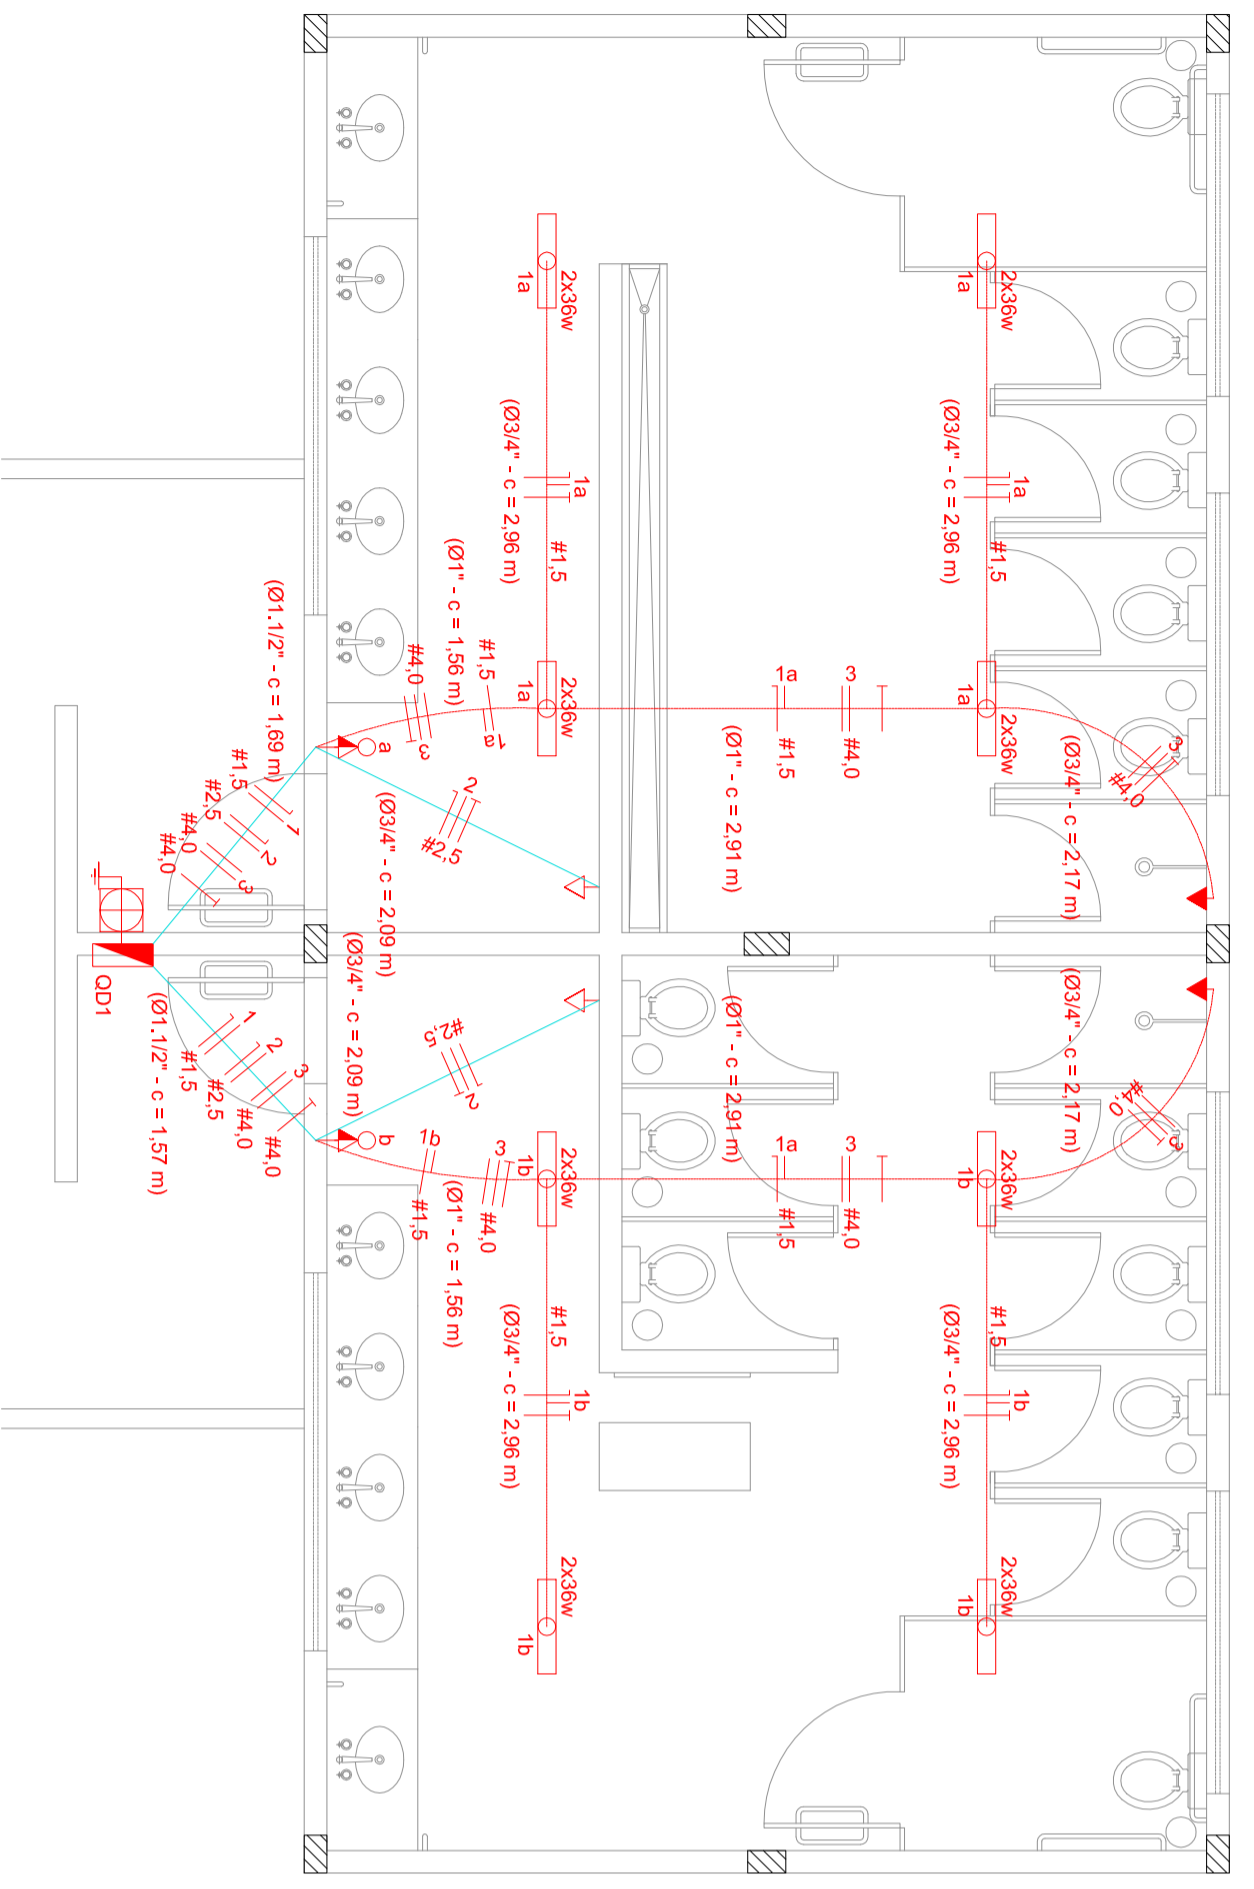 2x36w
1a
2x36w
1a
(Ø3/4" - c = 2,96 m)
1a
#1,5
(Ø3/4" - c = 2,96 m)
1a
#1,5
2x36w
1a
2x36w
1a
(Ø1" - c = 1,56 m)
#1,5
1a
#4,0
3
1a
#1,5
3
#4,0
(Ø1" - c = 2,91 m)
3
#4,0
(Ø3/4" - c = 2,17 m)
a
2
#2,5
(Ø3/4" - c = 2,09 m)
(Ø1.1/2" - c = 1,69 m)
#1,5
1
#2,5
2
#4,0
3
#4,0
QD1
(Ø1.1/2" - c = 1,57 m)
1
#1,5
2
#2,5
3
#4,0
#4,0
(Ø3/4" - c = 2,09 m)
#2,5
2
b
1b
#1,5
3
#4,0
(Ø1" - c = 1,56 m)
(Ø1" - c = 2,91 m)
1a
#1,5
3
#4,0
(Ø3/4" - c = 2,17 m)
#4,0
3
2x36w
1b
2x36w
1b
#1,5
1b
(Ø3/4" - c = 2,96 m)
#1,5
1b
(Ø3/4" - c = 2,96 m)
2x36w
1b
2x36w
1b